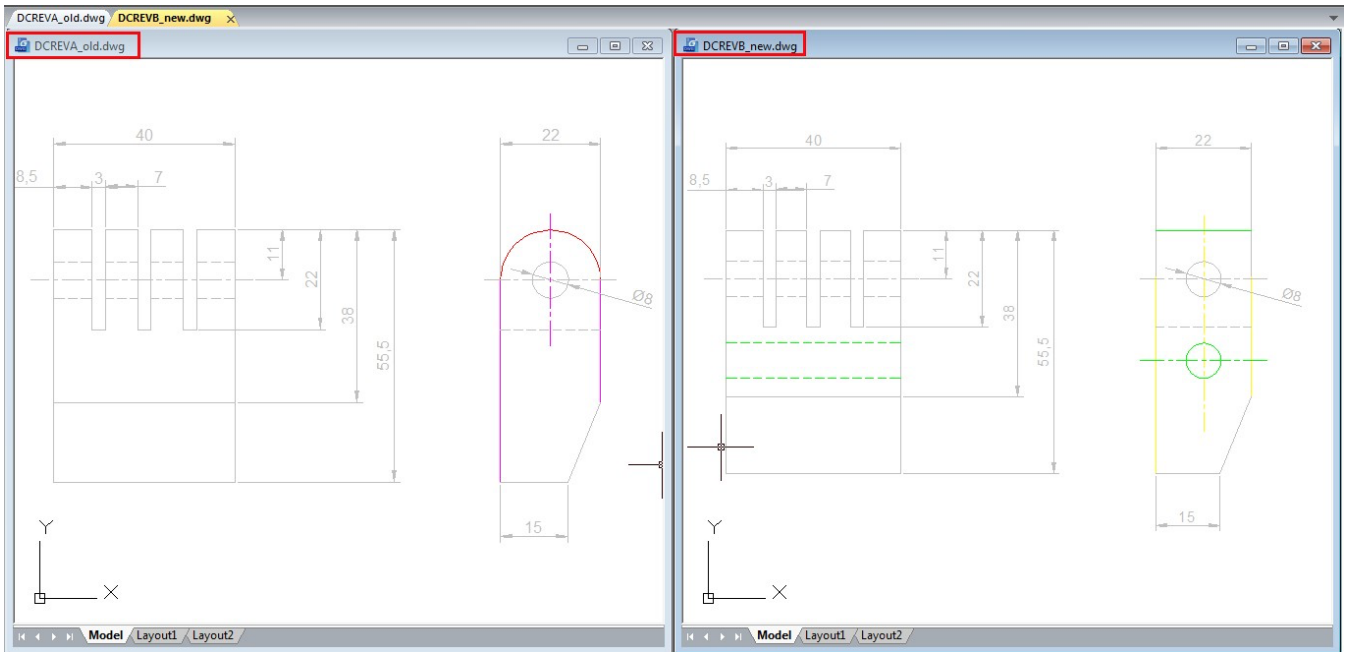 DCREVA_old.dwg DCREVB_new.dwg
DCREVA_old.dwg
40
22
8,5 3 7
11
22
38
55,5
Ø8
15
Y
X
Model Layout1 Layout2
DCREVB_new.dwg
40
22
8,5 3 7
11
22
38
55,5
Ø8
15
Y
X
Model Layout1 Layout2